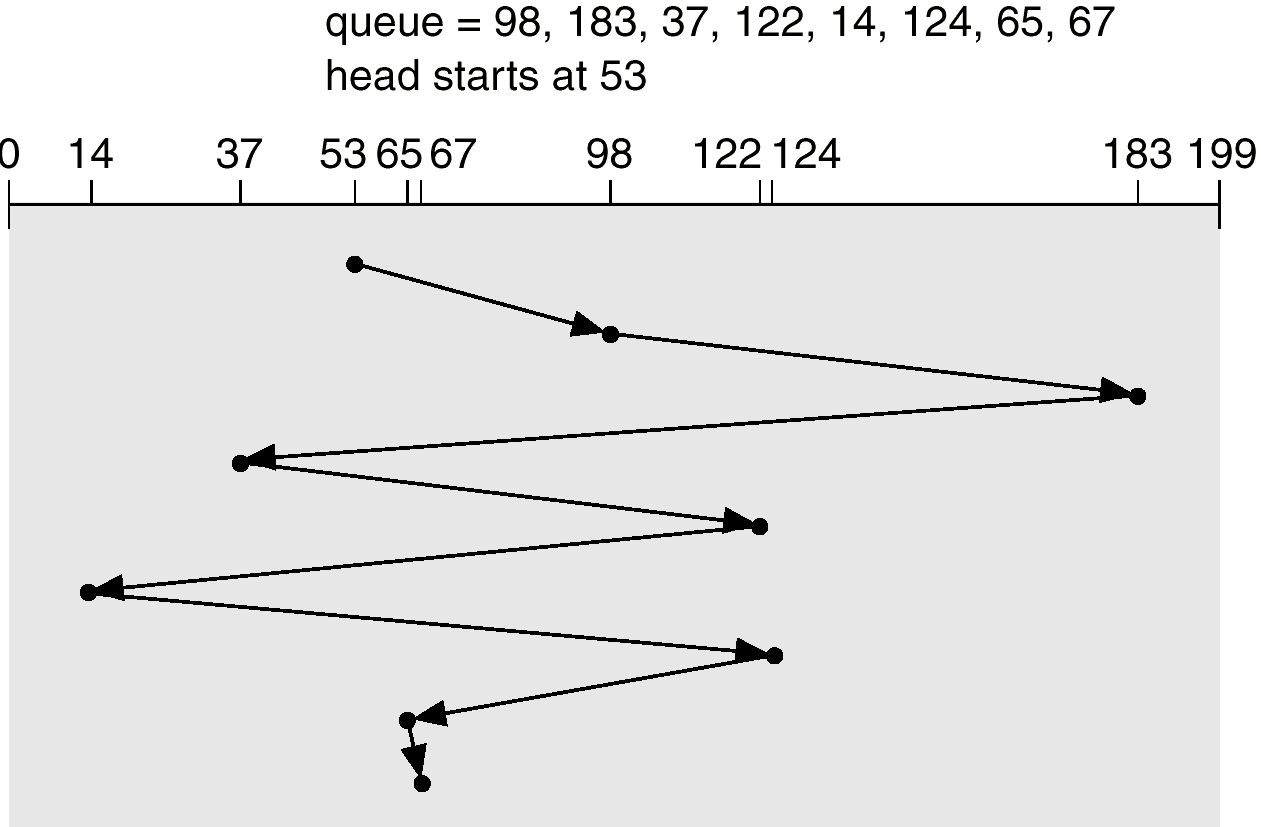 queue = 98, 183, 37, 122, 14, 124, 65, 67
head starts at 53
0 14 37 53 65 67 98 122 124 183 199